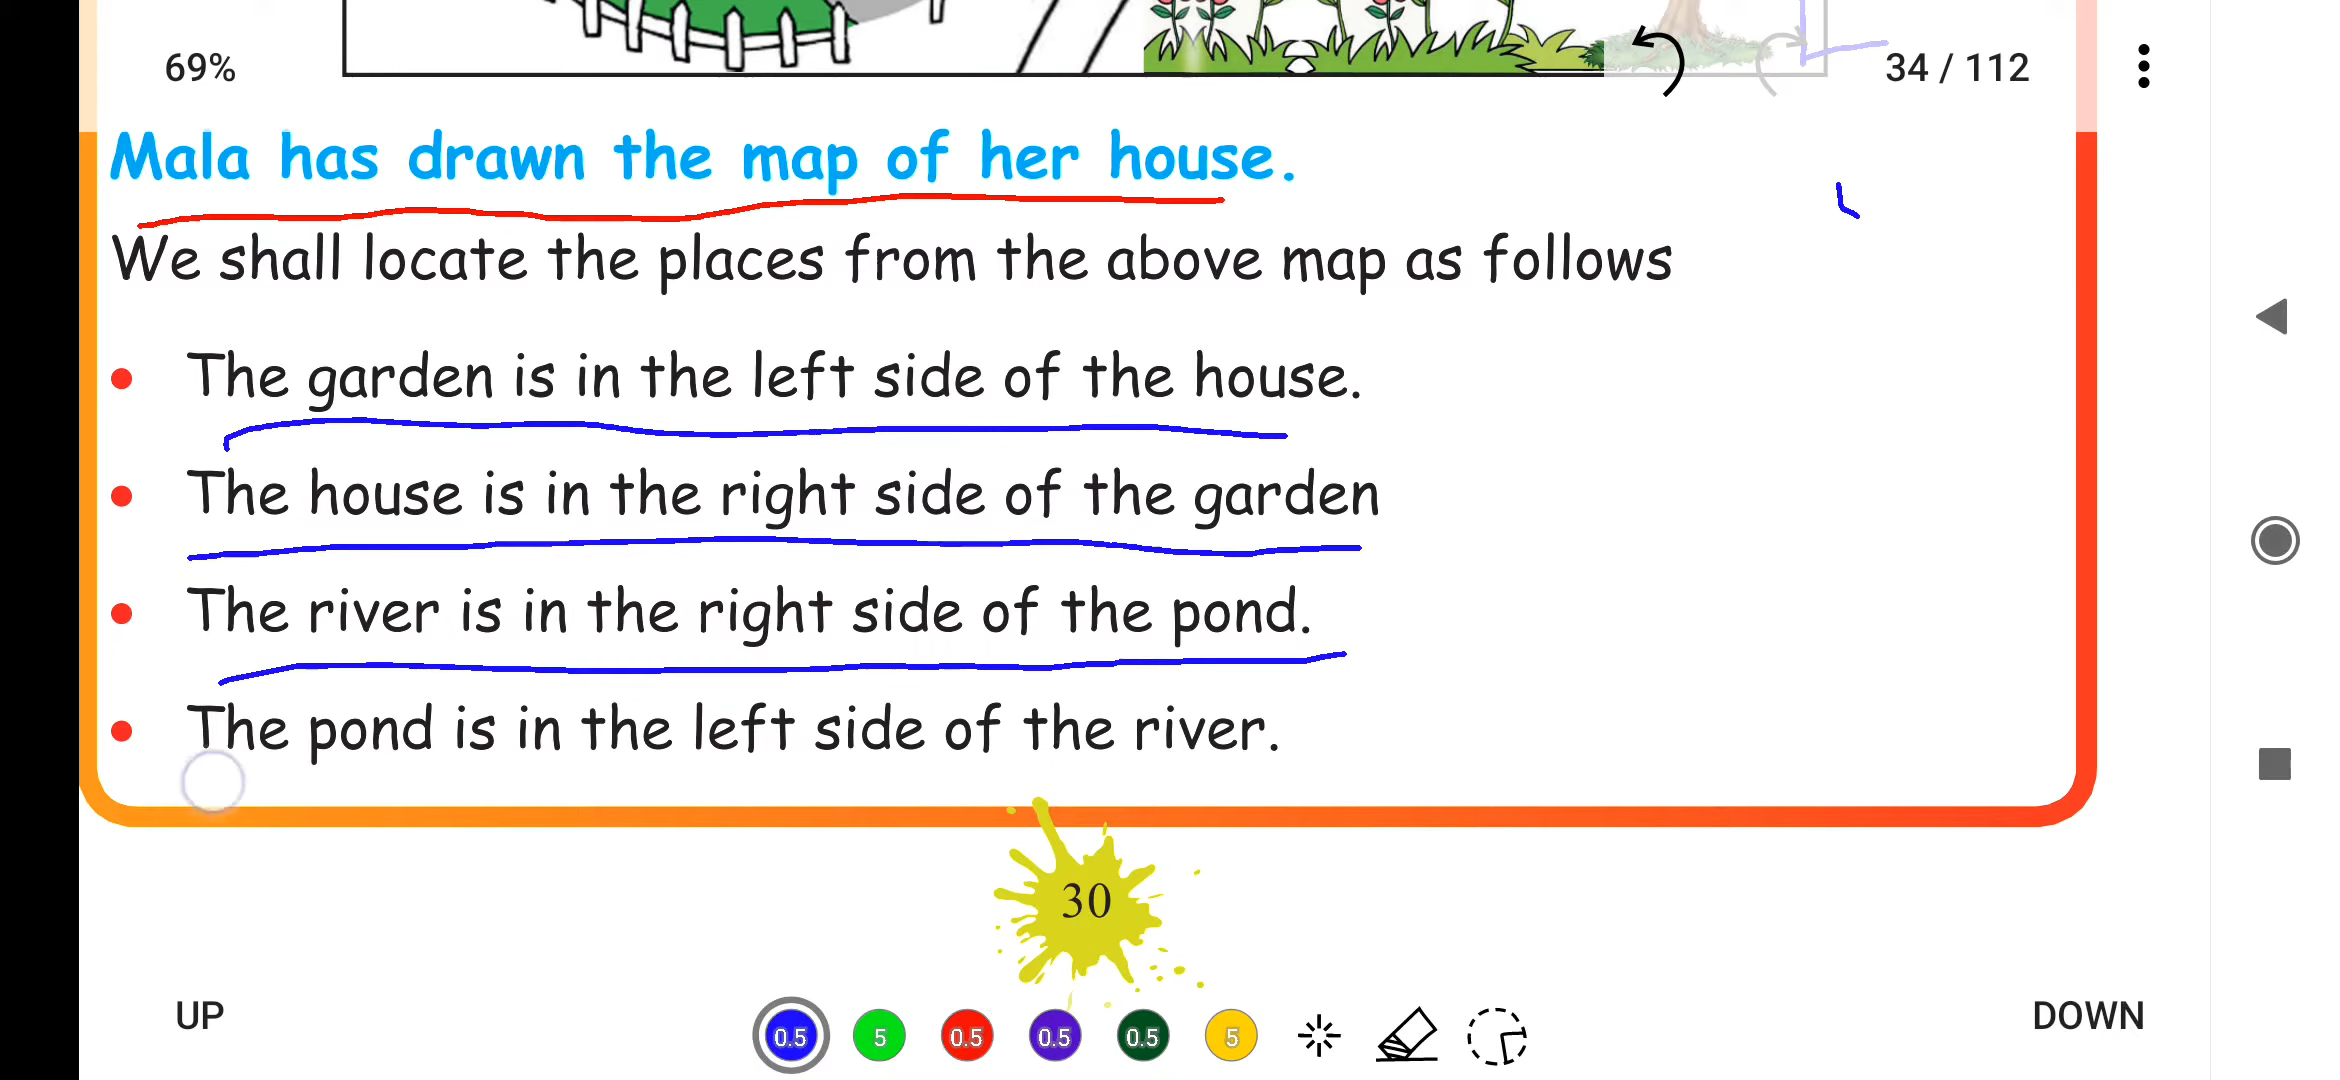 69%
34 / 112
Mala has drawn the map of her house.
We shall locate the places from the above map as follows
• The garden is in the left side of the house.
• The house is in the right side of the garden
• The river is in the right side of the pond.
• The pond is in the left side of the river.
30
UP
DOWN
0.5 5 0.5 0.5 0.5 5